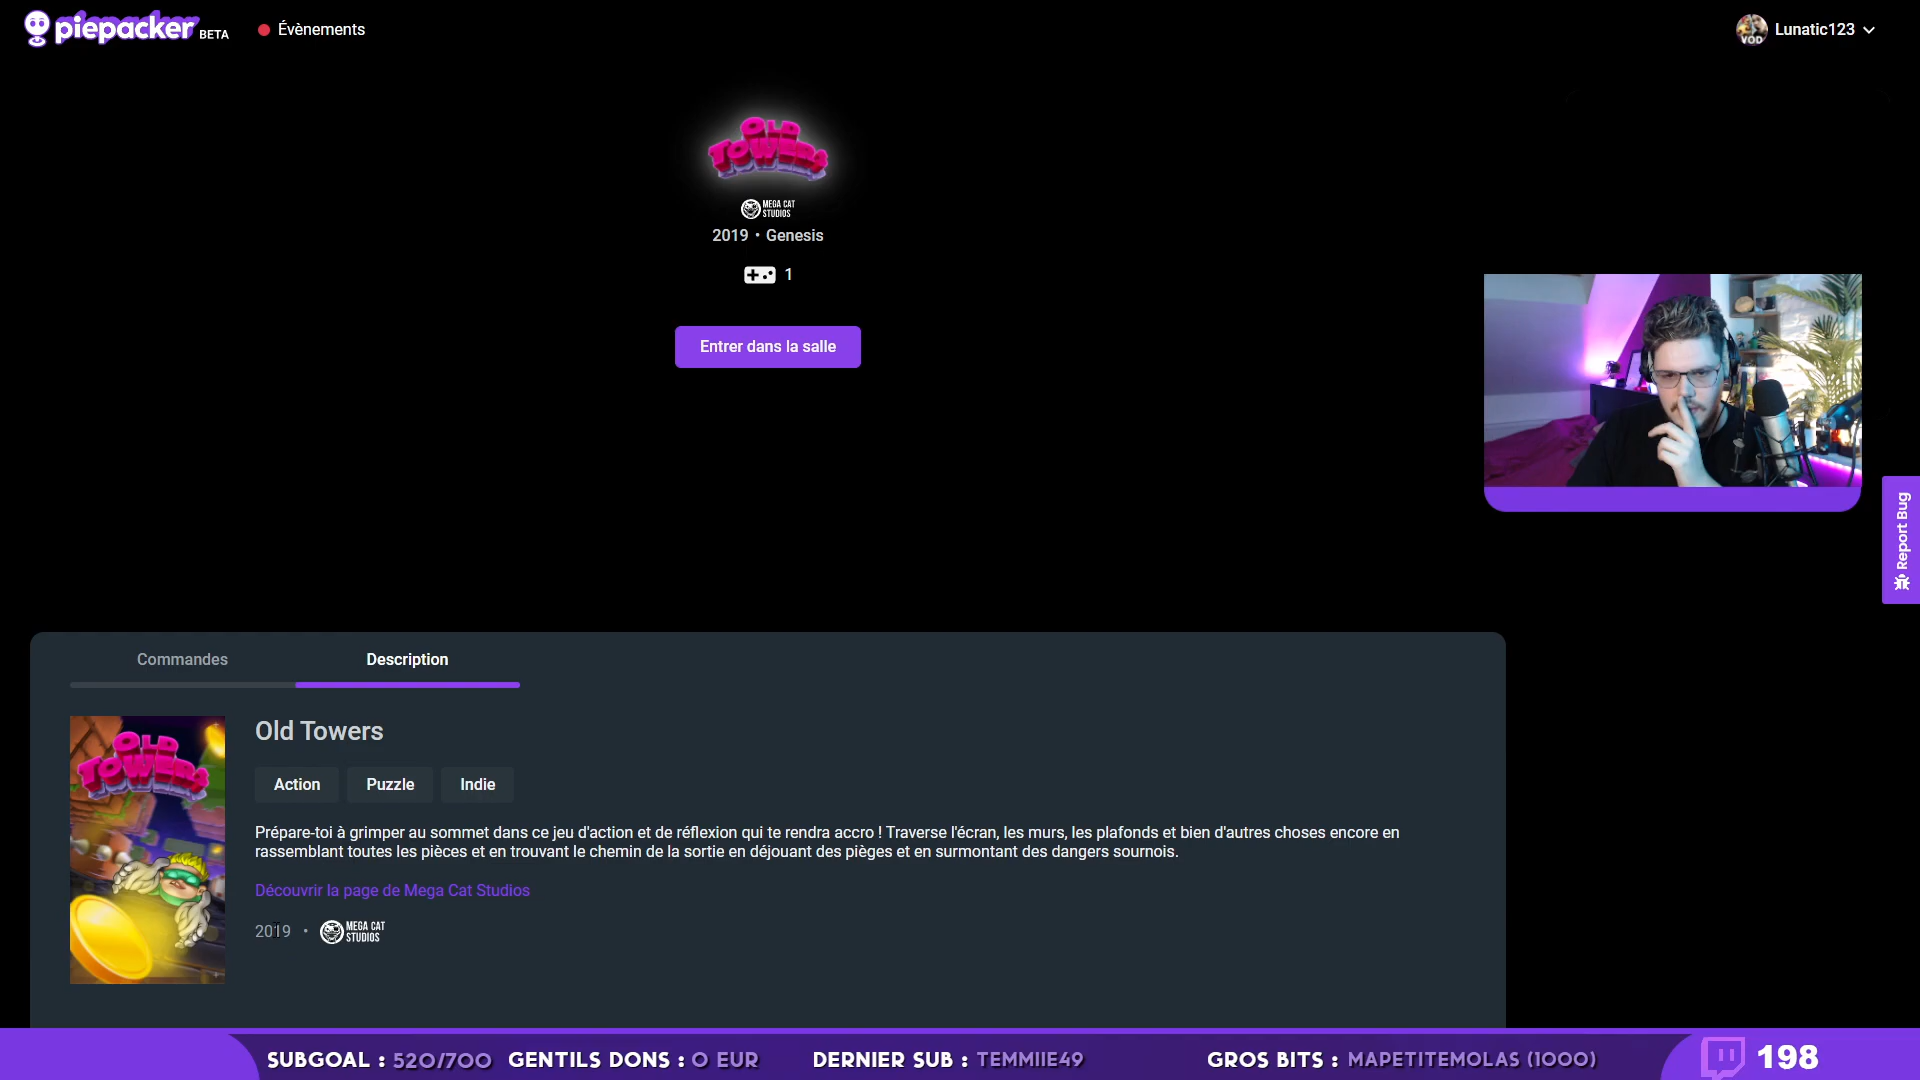 piepacker BETA
Évènements
VOD
Lunatic123
OLD
TOWERS
MEGA CAT
STUDIOS
2019 • Genesis
1
Entrer dans la salle
Report Bug
Commandes
Description
OLD
TOWERS
Old Towers
Action
Puzzle
Indie
Prépare-toi à grimper au sommet dans ce jeu d'action et de réflexion qui te rendra accro ! Traverse l'écran, les murs, les plafonds et bien d'autres choses encore en
rassemblant toutes les pièces et en trouvant le chemin de la sortie en déjouant des pièges et en surmontant des dangers sournois.
Découvrir la page de Mega Cat Studios
2019 • MEGA CAT
STUDIOS
SUBGOAL : 520/700 GENTILS DONS : 0 EUR DERNIER SUB : TEMMIIE49 GROS BITS : MAPETITEMOLAS (1000) 198